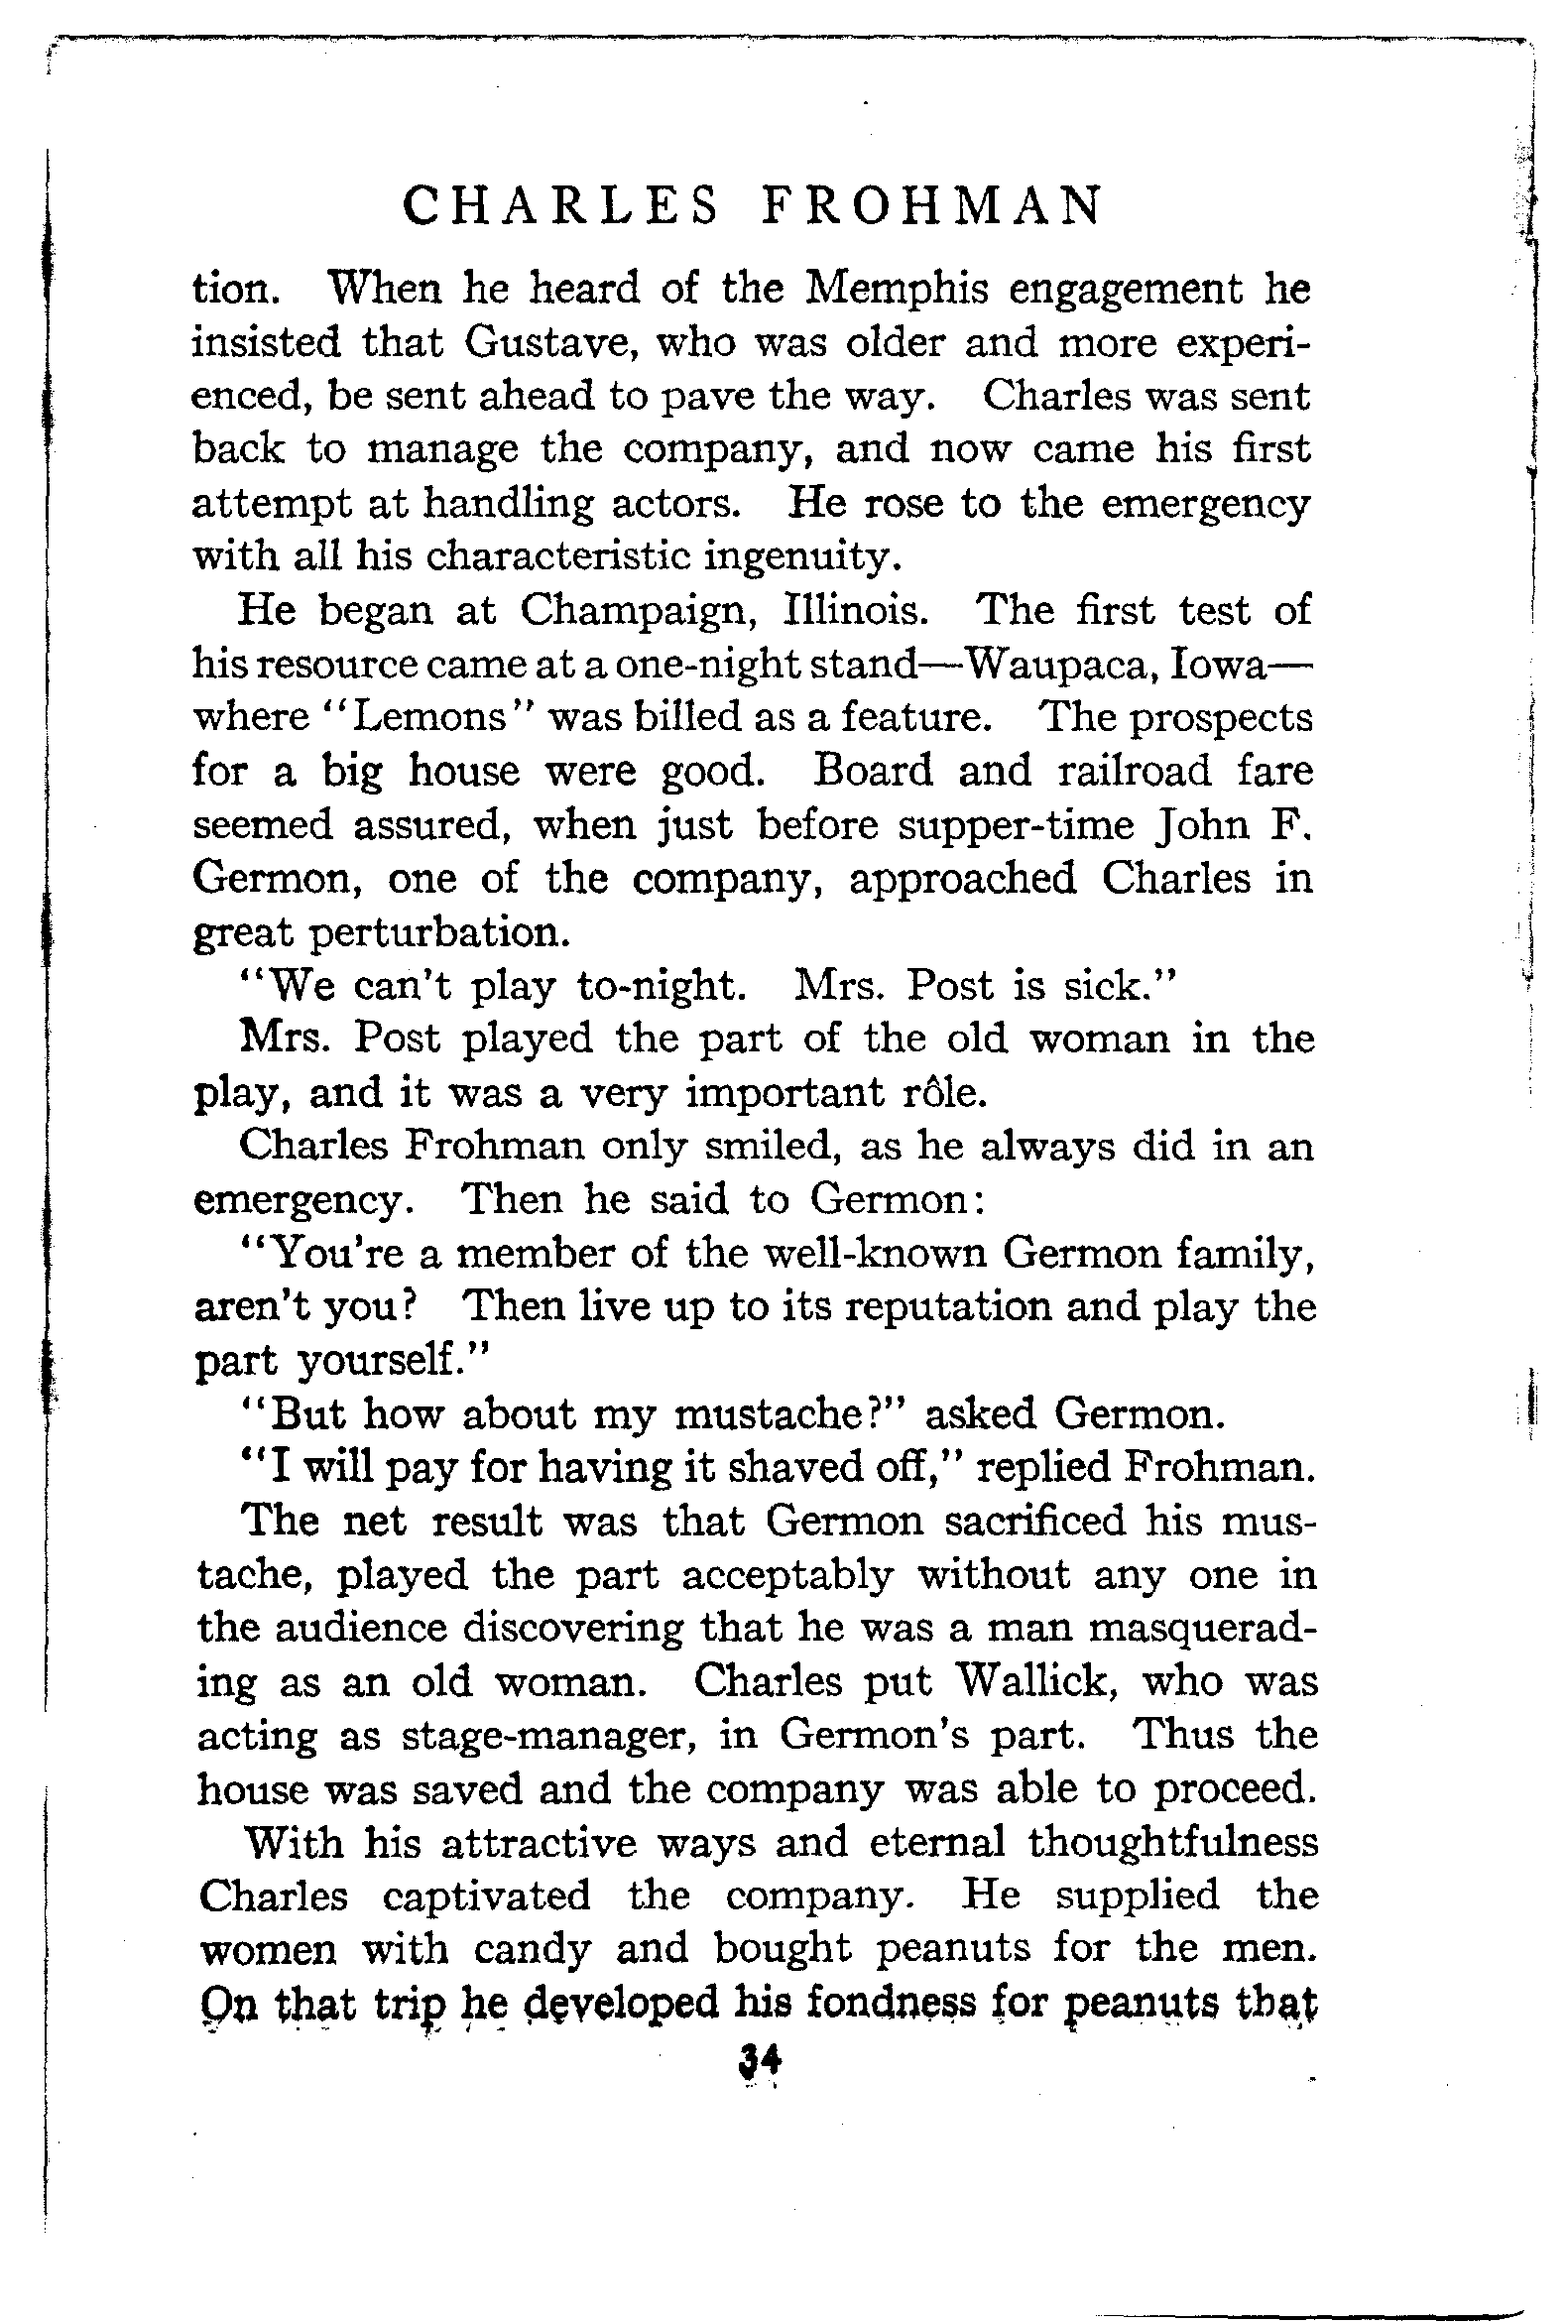 CHARLES FROHMAN
tion. When he heard of the Memphis engagement he
insisted that Gustave, who was older and more experi-
enced, be sent ahead to pave the way. Charles was sent
back to manage the company, and now came his first
attempt at handling actors. He rose to the emergency
with all his characteristic ingenuity.
He began at Champaign, Illinois. The first test of
his resource came at a one-night stand—Waupaca, Iowa—
where "Lemons" was billed as a feature. The prospects
for a big house were good. Board and railroad fare
seemed assured, when just before supper-time John F.
Germon, one of the company, approached Charles in
great perturbation.
"We can't play to-night. Mrs. Post is sick."
Mrs. Post played the part of the old woman in the
play, and it was a very important rôle.
Charles Frohman only smiled, as he always did in an
emergency. Then he said to Germon:
"You're a member of the well-known Germon family,
aren't you? Then live up to its reputation and play the
part yourself."
"But how about my mustache?" asked Germon.
"I will pay for having it shaved off," replied Frohman.
The net result was that Germon sacrificed his mus-
tache, played the part acceptably without any one in
the audience discovering that he was a man masquerad-
ing as an old woman. Charles put Wallick, who was
acting as stage-manager, in Germon's part. Thus the
house was saved and the company was able to proceed.
With his attractive ways and eternal thoughtfulness
Charles captivated the company. He supplied the
women with candy and bought peanuts for the men.
On that trip he developed his fondness for peanuts that
34